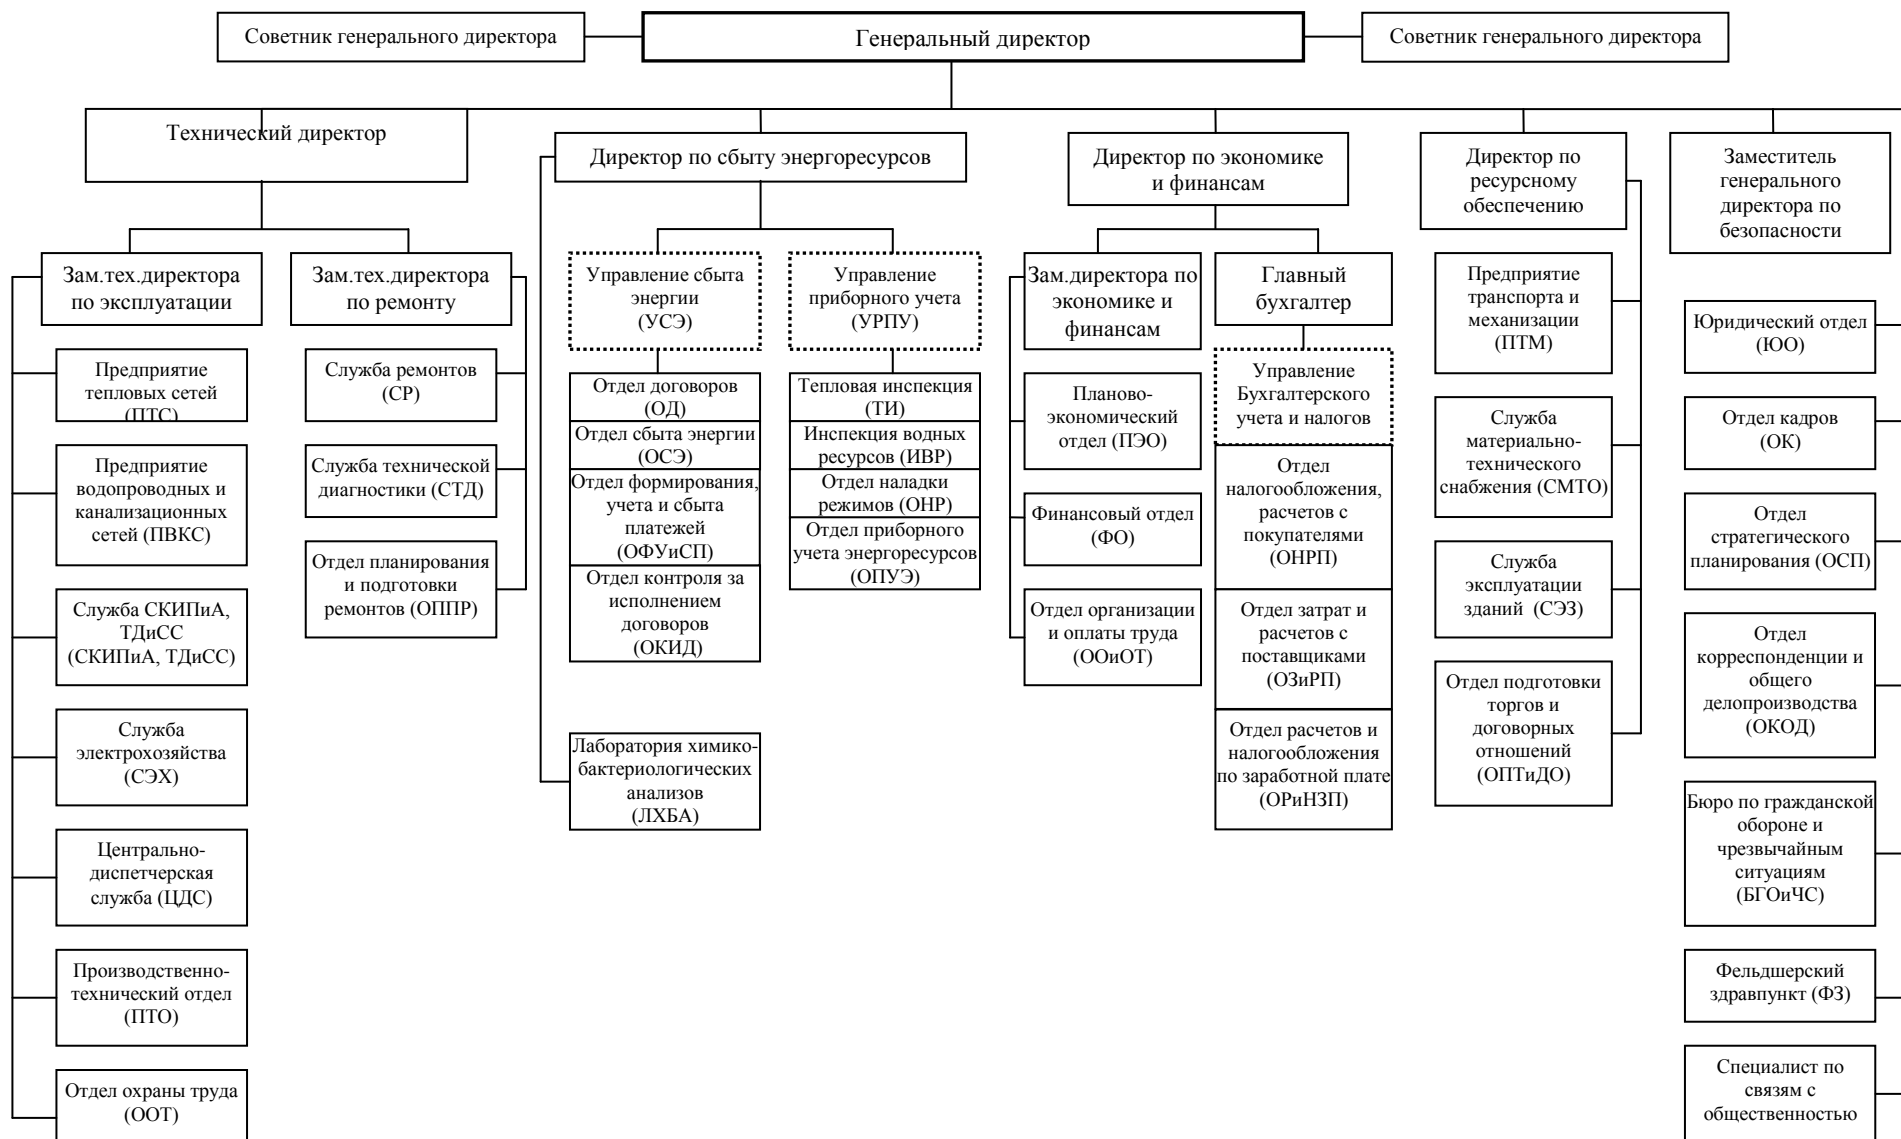 Советник генерального директора
Генеральный директор
Советник генерального директора
Технический директор
Директор по сбыту энергоресурсов
Директор по экономике
и финансам
Директор по
ресурсному
обеспечению
Заместитель
генерального
директора по
безопасности
Зам.тех.директора
по эксплуатации
Зам.тех.директора
по ремонту
Управление сбыта
энергии
(УСЭ)
Управление
приборного учета
(УРПУ)
Зам.директора по
экономике и
финансам
Главный
бухгалтер
Предприятие
тепловых сетей
(ПТС)
Предприятие
водопроводных и
канализационных
сетей (ПВКС)
Служба СКИПиА,
ТДиСС
(СКИПиА, ТДиСС)
Служба
электрохозяйства
(СЭХ)
Центрально-
диспетчерская
служба (ЦДС)
Производственно-
технический отдел
(ПТО)
Отдел охраны труда
(ООТ)
Служба ремонтов
(СР)
Служба технической
диагностики (СТД)
Отдел планирования
и подготовки
ремонтов (ОППР)
Отдел договоров
(ОД)
Отдел сбыта энергии
(ОСЭ)
Отдел формирования,
учета и сбыта
платежей
(ОФУиСП)
Отдел контроля за
исполнением
договоров
(ОКИД)
Лаборатория химико-
бактериологических
анализов
(ЛХБА)
Тепловая инспекция
(ТИ)
Инспекция водных
ресурсов (ИВР)
Отдел наладки
режимов (ОНР)
Отдел приборного
учета энергоресурсов
(ОПУЭ)
Планово-
экономический
отдел (ПЭО)
Финансовый отдел
(ФО)
Отдел организации
и оплаты труда
(ООиОТ)
Управление
Бухгалтерского
учета и налогов
Отдел
налогообложения,
расчетов с
покупателями
(ОНРП)
Отдел затрат и
расчетов с
поставщиками
(ОЗиРП)
Отдел расчетов и
налогообложения
по заработной плате
(ОРиНЗП)
Предприятие
транспорта и
механизации
(ПТМ)
Служба
материально-
технического
снабжения (СМТО)
Служба
эксплуатации
зданий (СЭЗ)
Отдел подготовки
торгов и
договорных
отношений
(ОПТиДО)
Юридический отдел
(ЮО)
Отдел кадров
(ОК)
Отдел
стратегического
планирования (ОСП)
Отдел
корреспонденции и
общего
делопроизводства
(ОКОД)
Бюро по гражданской
обороне и
чрезвычайным
ситуациям
(БГОиЧС)
Фельдшерский
здравпункт (ФЗ)
Специалист по
связям с
общественностью